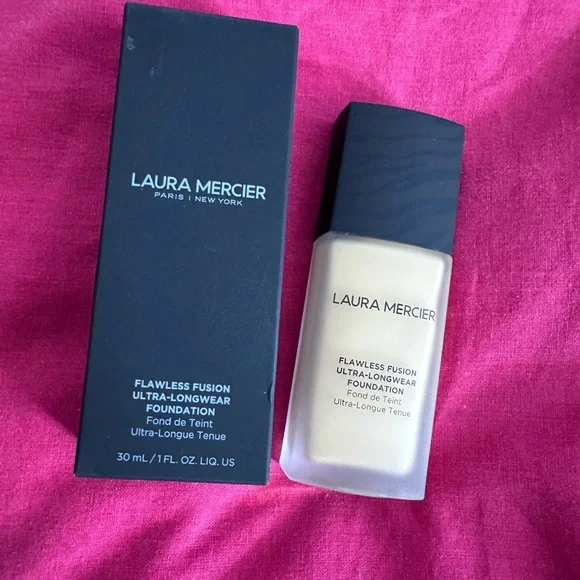 LAURA MERCIER
PARIS | NEW YORK
FLAWLESS FUSION
ULTRA-LONGWEAR
FOUNDATION
Fond de Teint
Ultra-Longue Tenue
30 mL / 1 FL. OZ. LIQ. US
LAURA MERCIER
FLAWLESS FUSION
ULTRA-LONGWEAR
FOUNDATION
Fond de Teint
Ultra-Longue Tenue